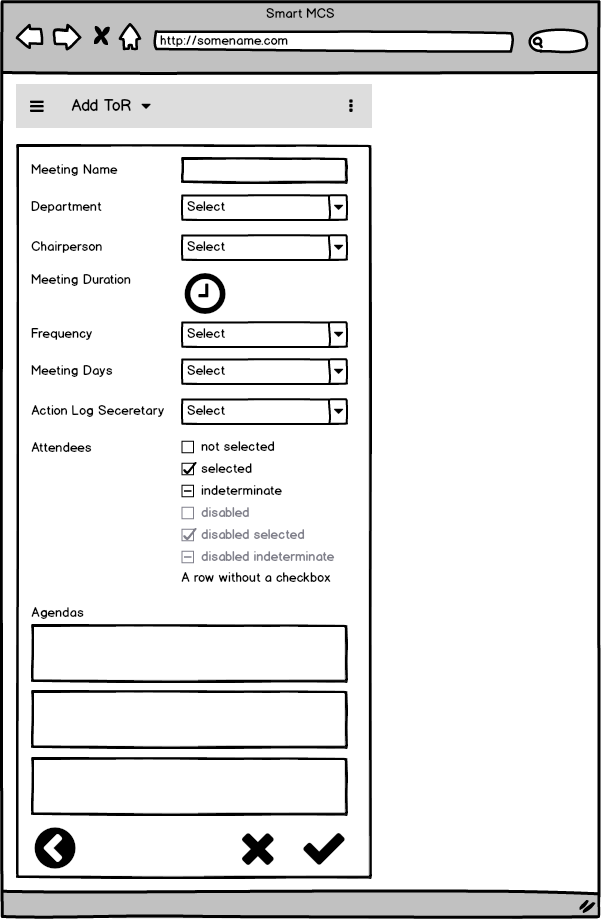 Smart MCS
http://somename.com
Add ToR
Meeting Name
Department Select
Chairperson Select
Meeting Duration
Frequency Select
Meeting Days Select
Action Log Seceretary Select
Attendees not selected
selected
indeterminate
disabled
disabled selected
disabled indeterminate
A row without a checkbox
Agendas